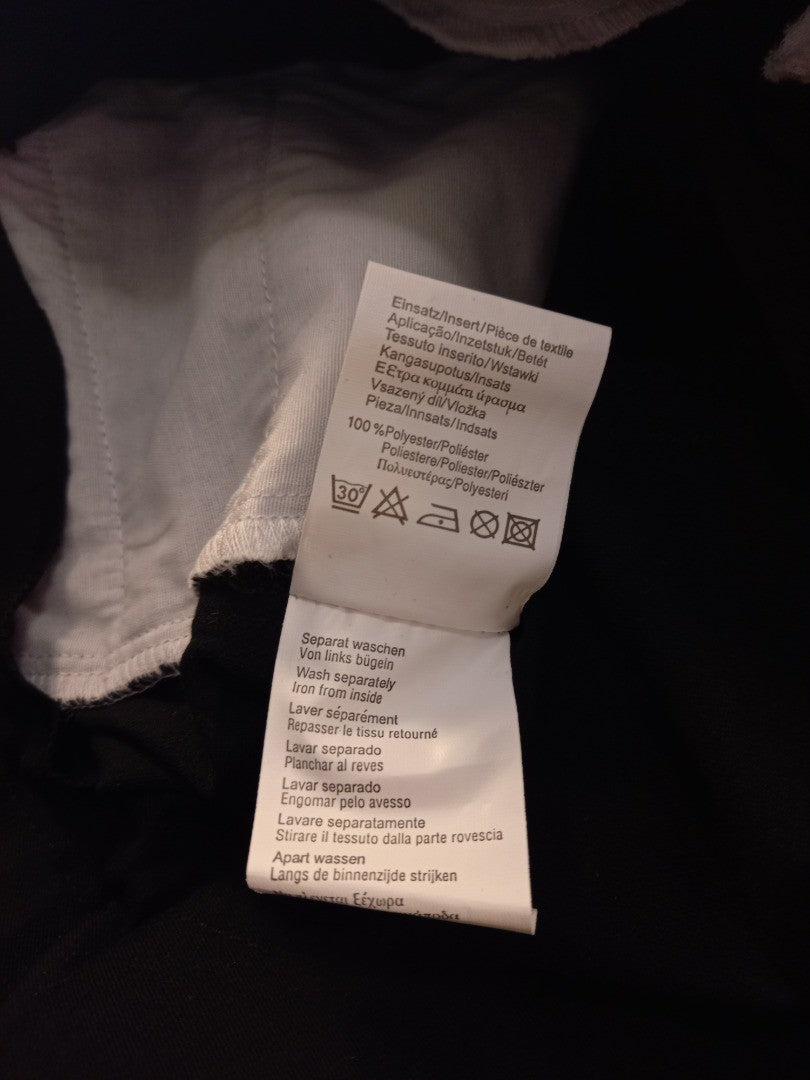 Einsatz/Insert/Pièce de textile
Aplicação/Inzetstuk/Betét
Tessuto inserito/Wstawki
Kangasupotus/Insats
Εξτρα κομμάτι ύφασμα
Vsazený díl/Vložka
Pieza/Innsats/Indsats
100 %Polyester/Poliéster
Poliestere/Poliester/Poliészter
Πολυεστέρας/Polyesteri
30°
Separat waschen
Von links bügeln
Wash separately
Iron from inside
Laver séparément
Repasser le tissu retourné
Lavar separado
Planchar al reves
Lavar separado
Engomar pelo avesso
Lavare separatamente
Stirare il tessuto dalla parte rovescia
Apart wassen
Langs de binnenzijde strijken
ξέχωρα